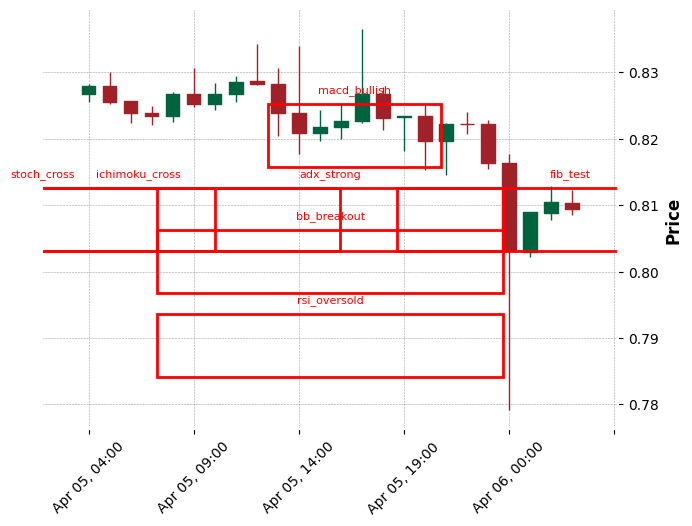 0.83
macd_bullish
0.82
stoch_cross
ichimoku_cross
adx_strong
fib_test
0.81
bb_breakout
Price
0.80
rsi_oversold
0.79
0.78
Apr 05, 04:00
Apr 05, 09:00
Apr 05, 14:00
Apr 05, 19:00
Apr 06, 00:00